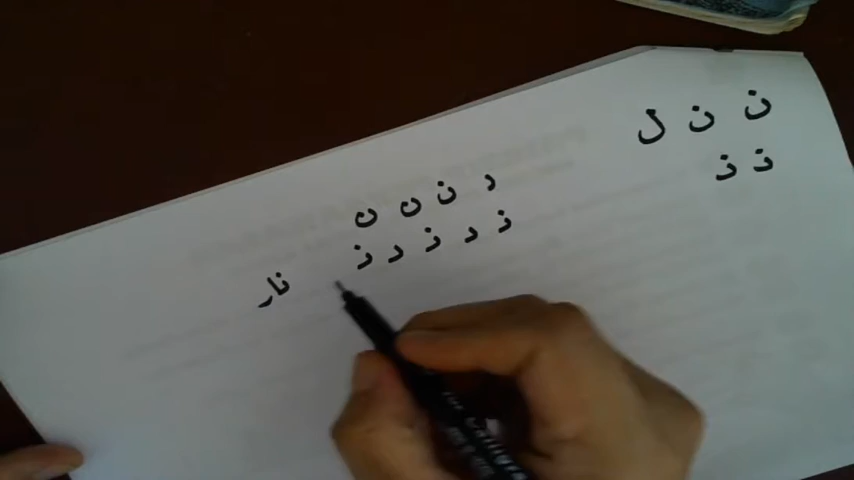 ن ن ل
ذ ذ
د ن ن ن
ذ د ذ د ذ
نار